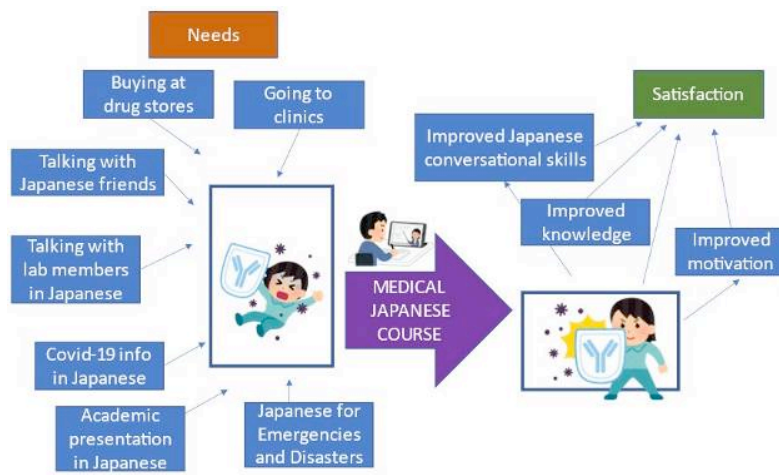 Needs
Buying at
drug stores
Going to
clinics
Talking with
Japanese friends
Talking with
lab members
in Japanese
Covid-19 info
in Japanese
Academic
presentation
in Japanese
Japanese for
Emergencies
and Disasters
MEDICAL
JAPANESE
COURSE
Satisfaction
Improved Japanese
conversational skills
Improved
knowledge
Improved
motivation